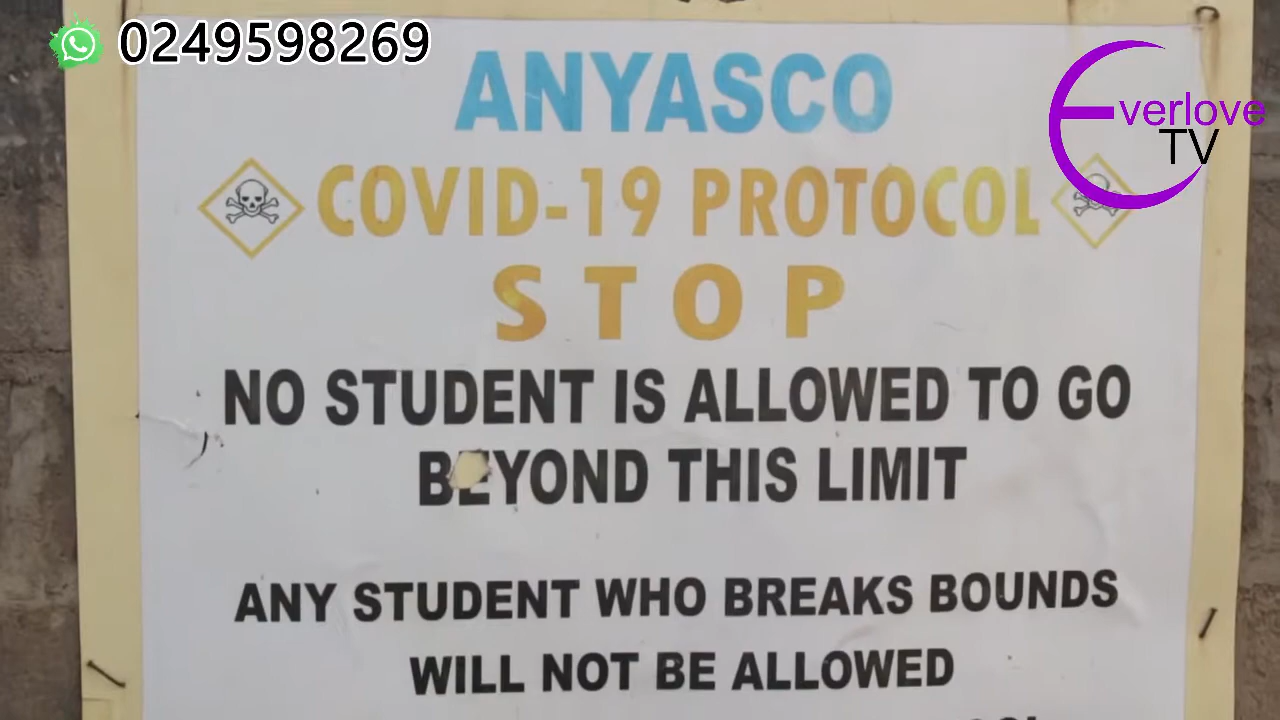 0249598269
Everlove
TV
ANYASCO
COVID-19 PROTOCOL
STOP
NO STUDENT IS ALLOWED TO GO
BEYOND THIS LIMIT
ANY STUDENT WHO BREAKS BOUNDS
WILL NOT BE ALLOWED